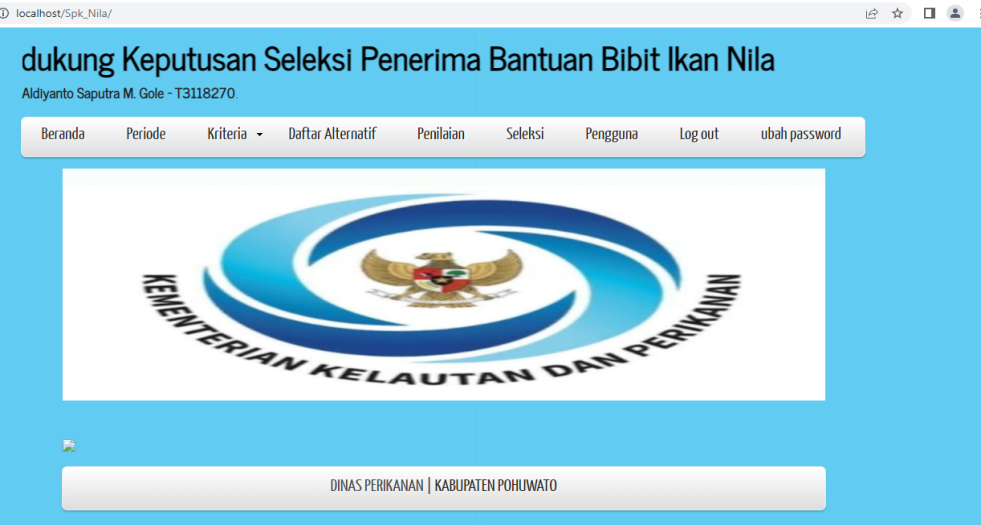 localhost/Spk_Nila/
dukung Keputusan Seleksi Penerima Bantuan Bibit Ikan Nila
Aldiyanto Saputra M. Gole - T3118270.
Beranda Periode Kriteria Daftar Alternatif Penilaian Seleksi Pengguna Log out ubah password
KEMENTERIAN KELAUTAN DAN PERIKANAN
DINAS PERIKANAN | KABUPATEN POHUWATO